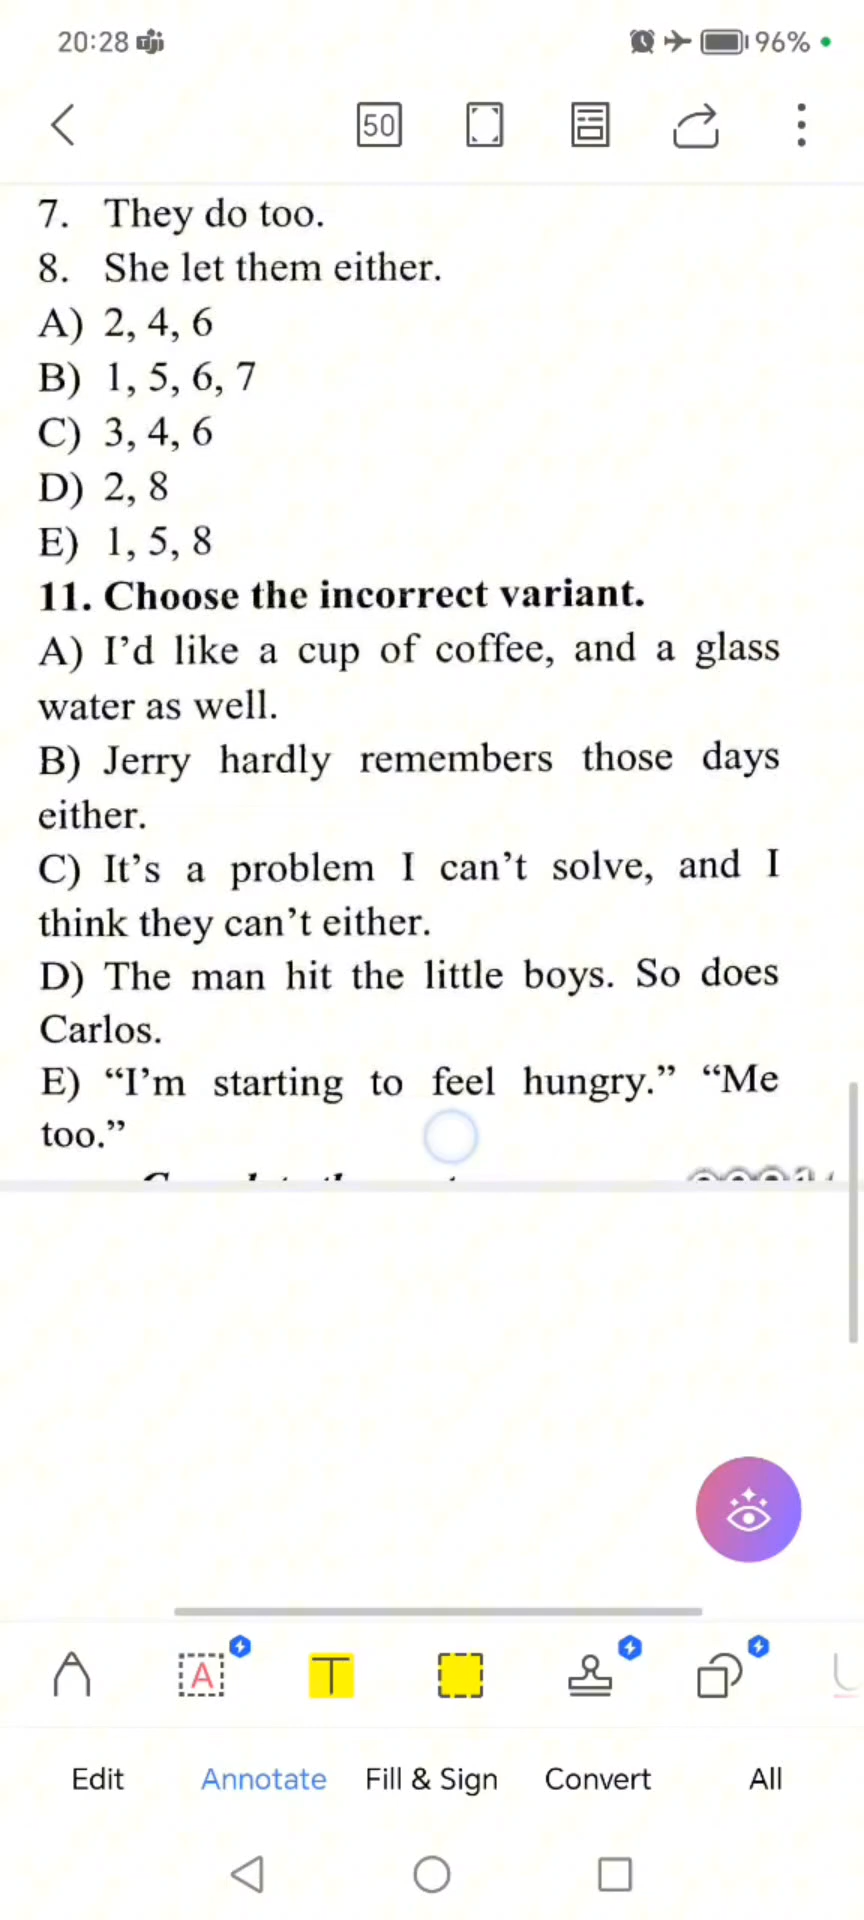 20:28
96%
50
7. They do too.
8. She let them either.
A) 2, 4, 6
B) 1, 5, 6, 7
C) 3, 4, 6
D) 2, 8
E) 1, 5, 8
11. Choose the incorrect variant.
A) I'd like a cup of coffee, and a glass
water as well.
B) Jerry hardly remembers those days
either.
C) It's a problem I can't solve, and I
think they can't either.
D) The man hit the little boys. So does
Carlos.
E) “I'm starting to feel hungry.” “Me
too.”
A
T
Edit Annotate Fill & Sign Convert All